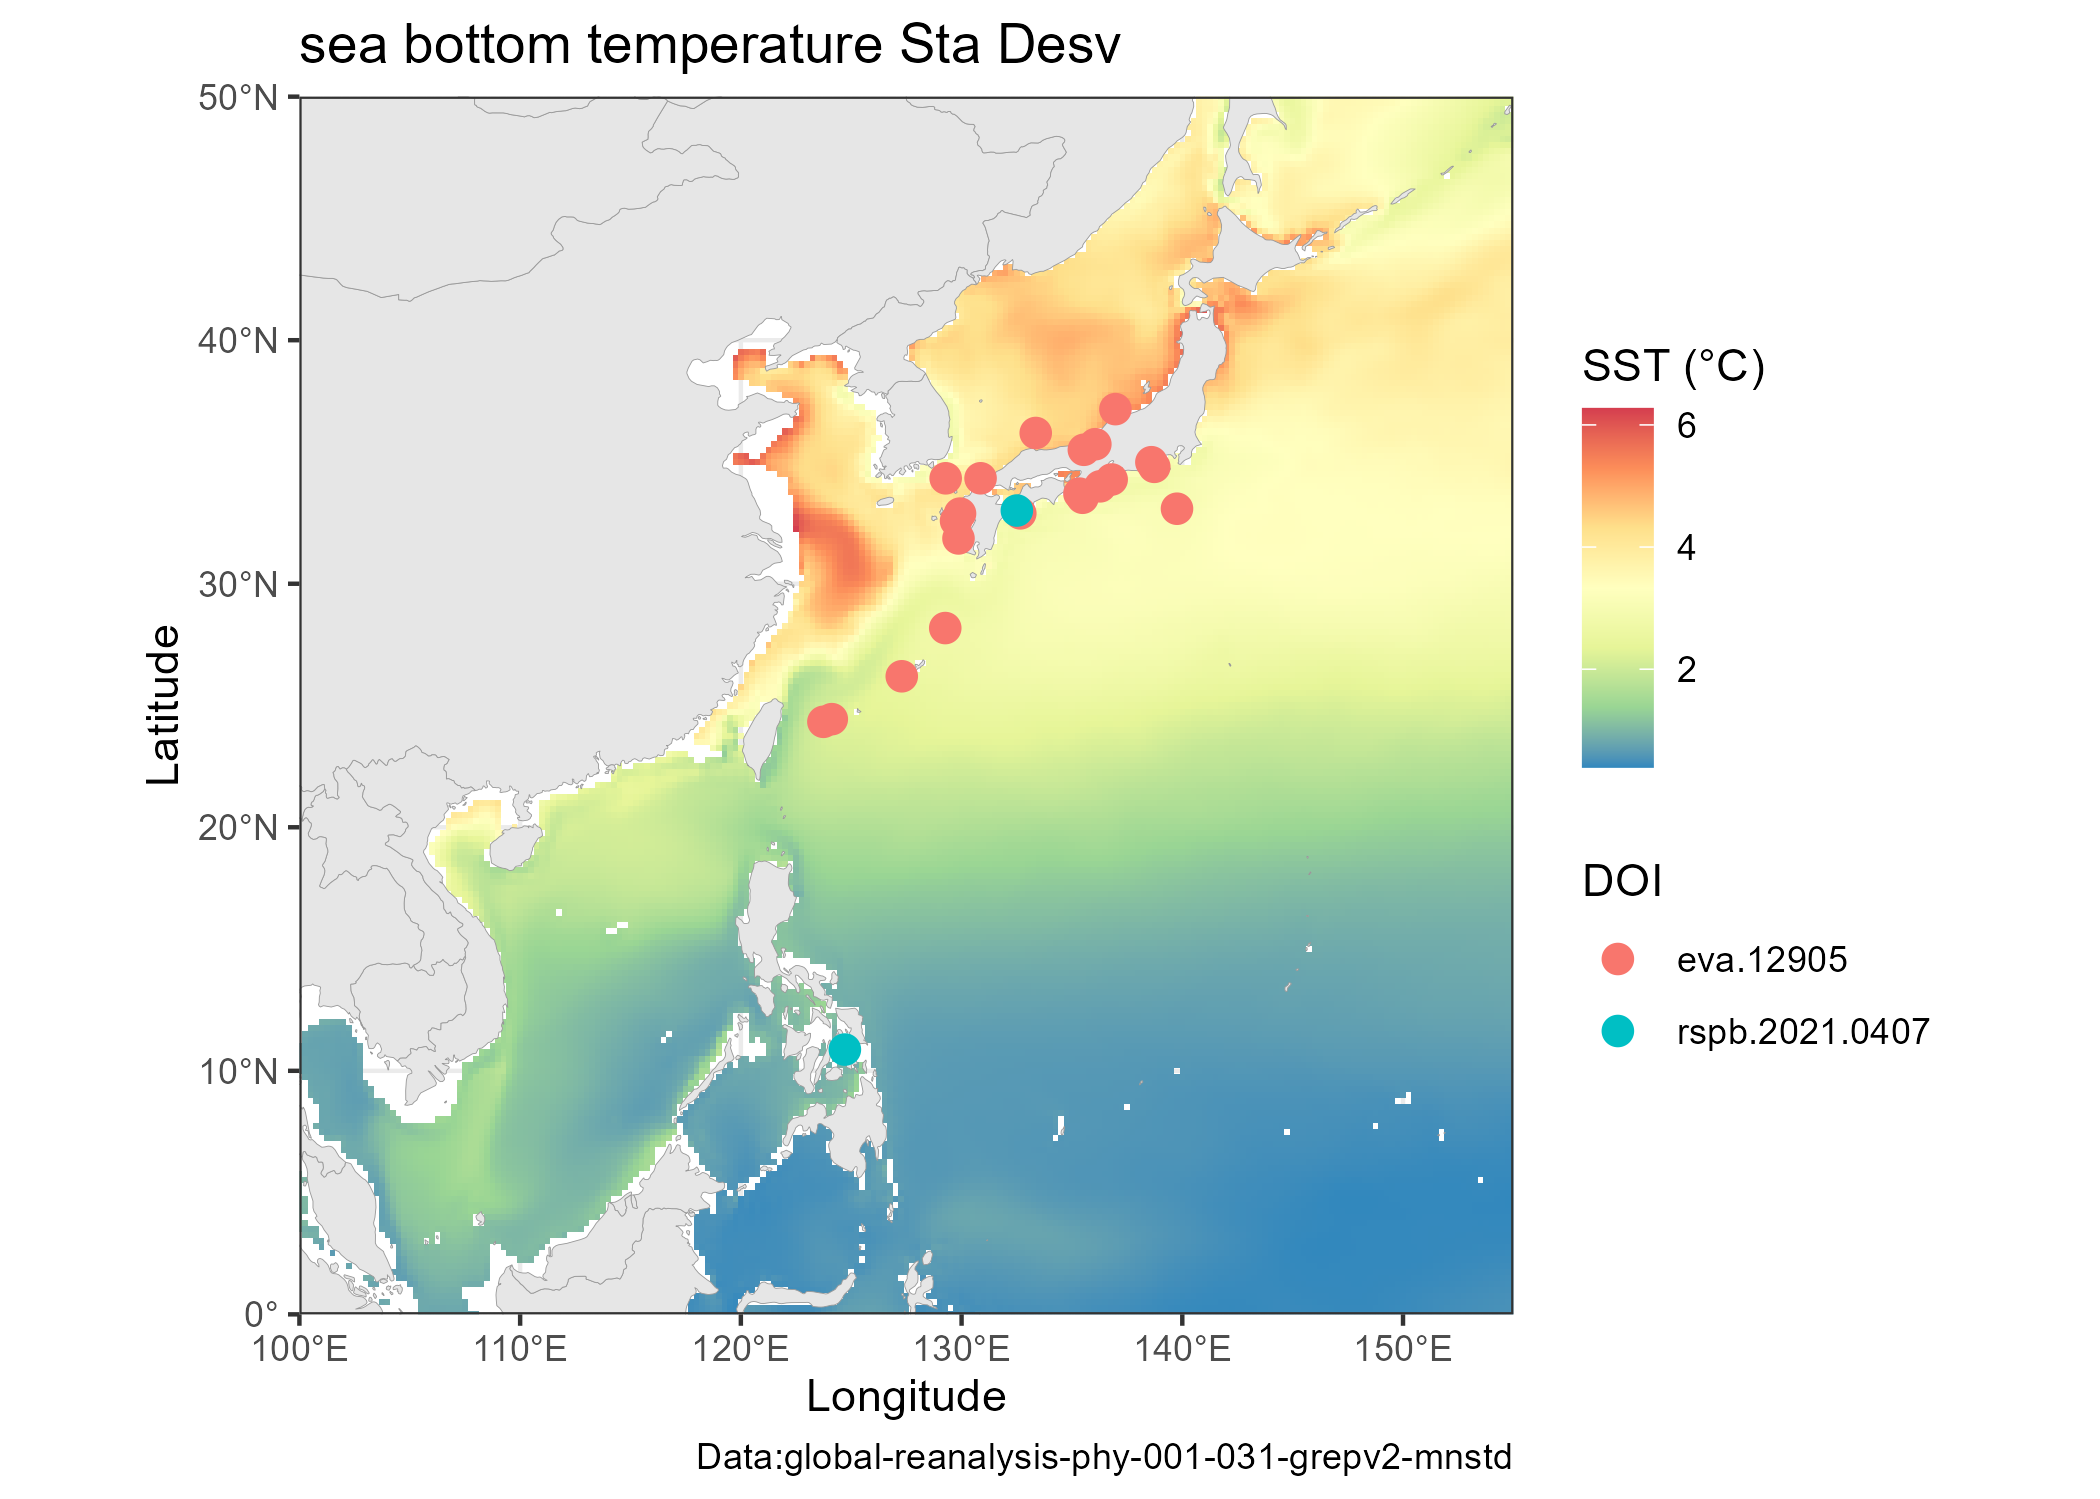 sea bottom temperature Sta Desv
50°N
40°N
30°N
20°N
10°N
0°
Latitude
100°E
110°E
120°E
130°E
140°E
150°E
Longitude
SST (°C)
6
4
2
DOI
eva.12905
rspb.2021.0407
Data:global-reanalysis-phy-001-031-grepv2-mnstd